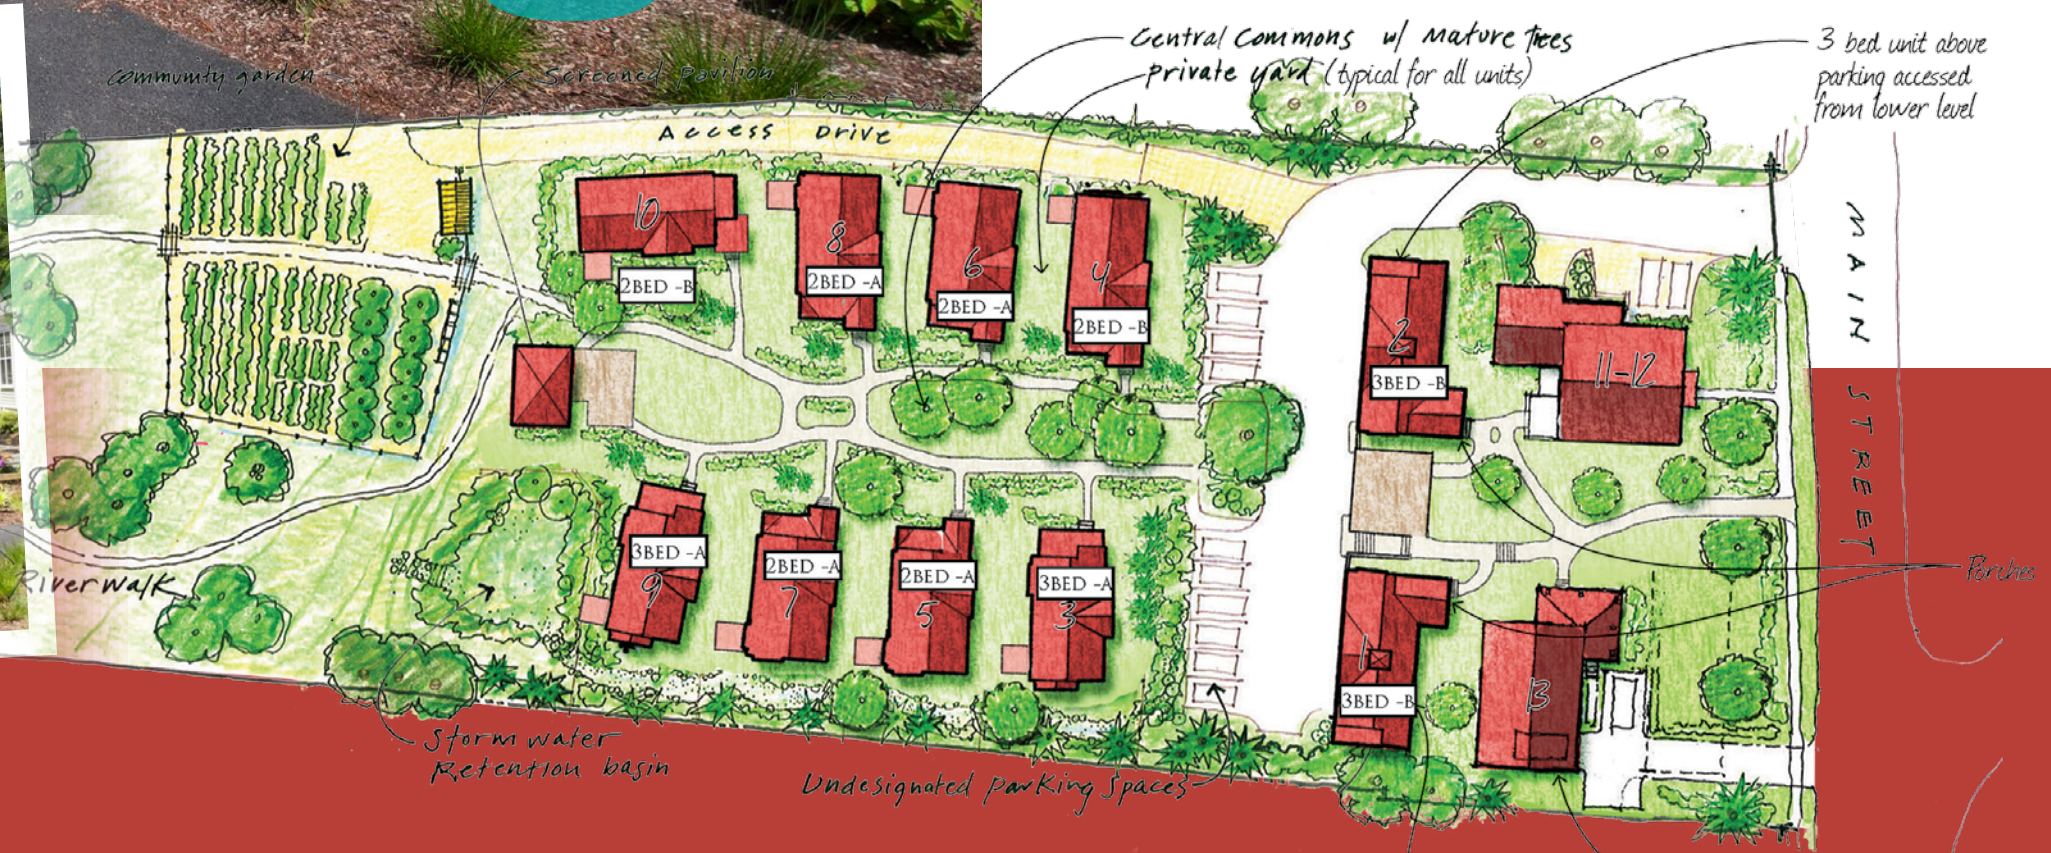 Central Commons w/ Mature Trees
private yard (typical for all units)
3 bed unit above
parking accessed
from lower level
community garden
Screened Pavilion
Access Drive
10
2BED -B
8
2BED -A
6
2BED -A
4
2BED -B
2
3BED -B
11-12
MAIN STREET
3BED -A
9
2BED -A
7
2BED -A
5
3BED -A
3
1
3BED -B
13
Porches
Riverwalk
Storm water
Retention basin
Undesignated parking spaces